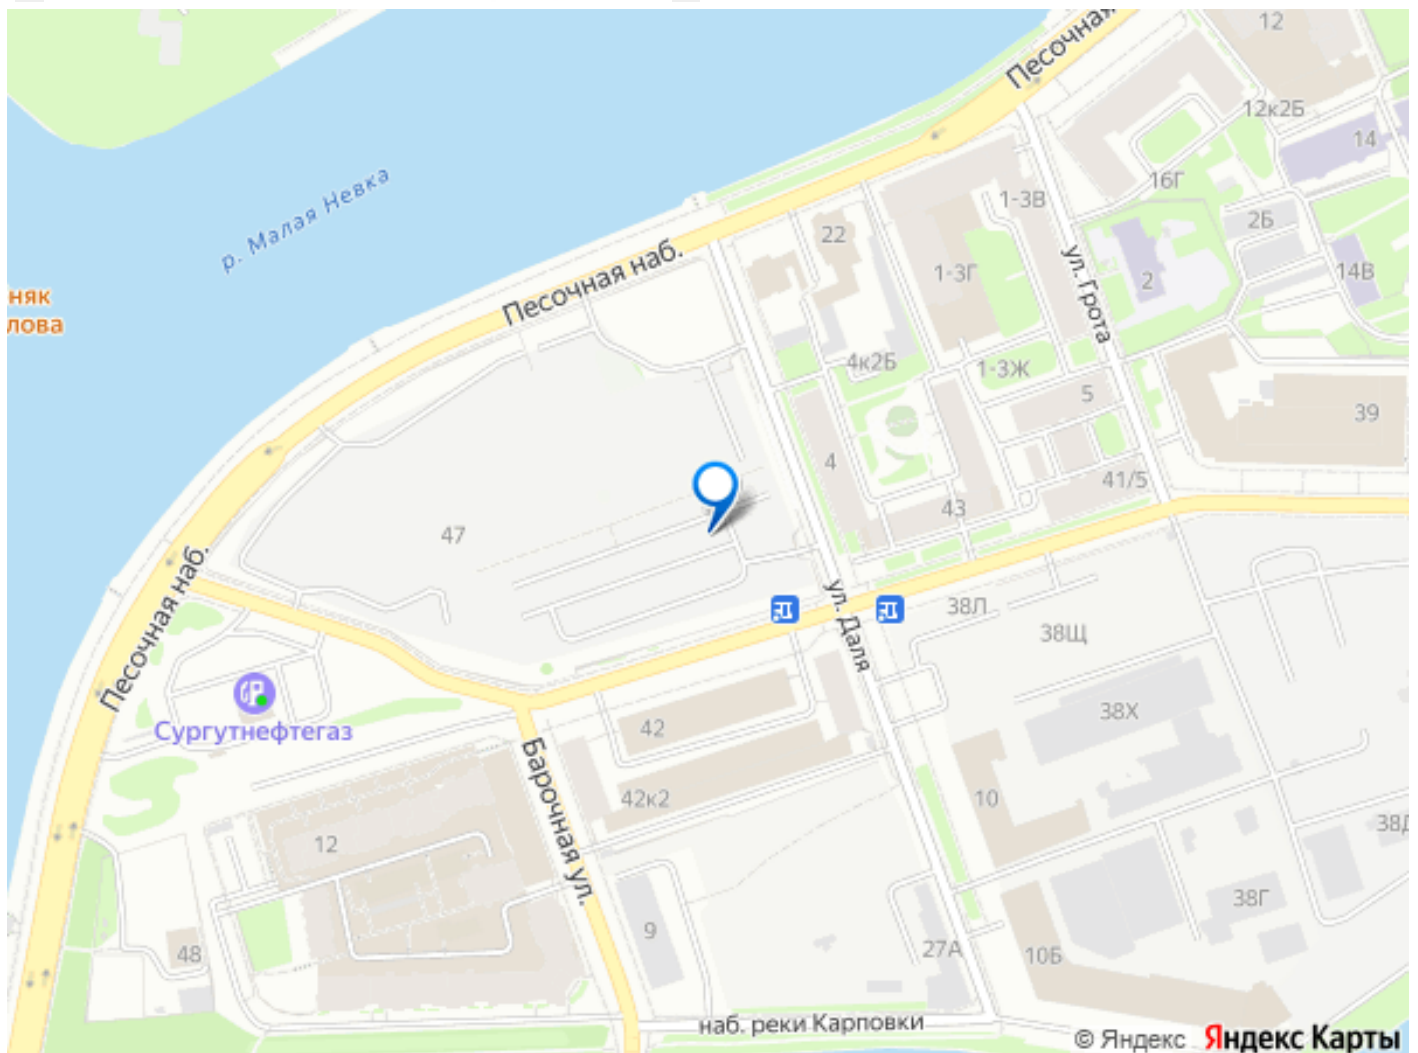 Песочная
12
12к2Б
14
16Г
1-3В
2Б
р. Малая Невка
22
ул. Грота
14В
1-3Г
2
Песочная наб.
няк
лова
4к2Б
1-3Ж
5
39
4
41/5
43
47
Песочная наб.
ул. Даля
38Л
38Щ
Сургутнефтегаз
42
38Х
Барочная ул.
42к2
10
12
38Д
38Г
9
48
27А
10Б
наб. реки Карповки
© Яндекс Яндекс Карты